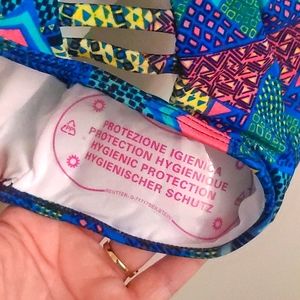 PROTEZIONE IGIENICA
PROTECTION HYGIENIQUE
HYGIENIC PROTECTION
HYGIENISCHER SCHUTZ